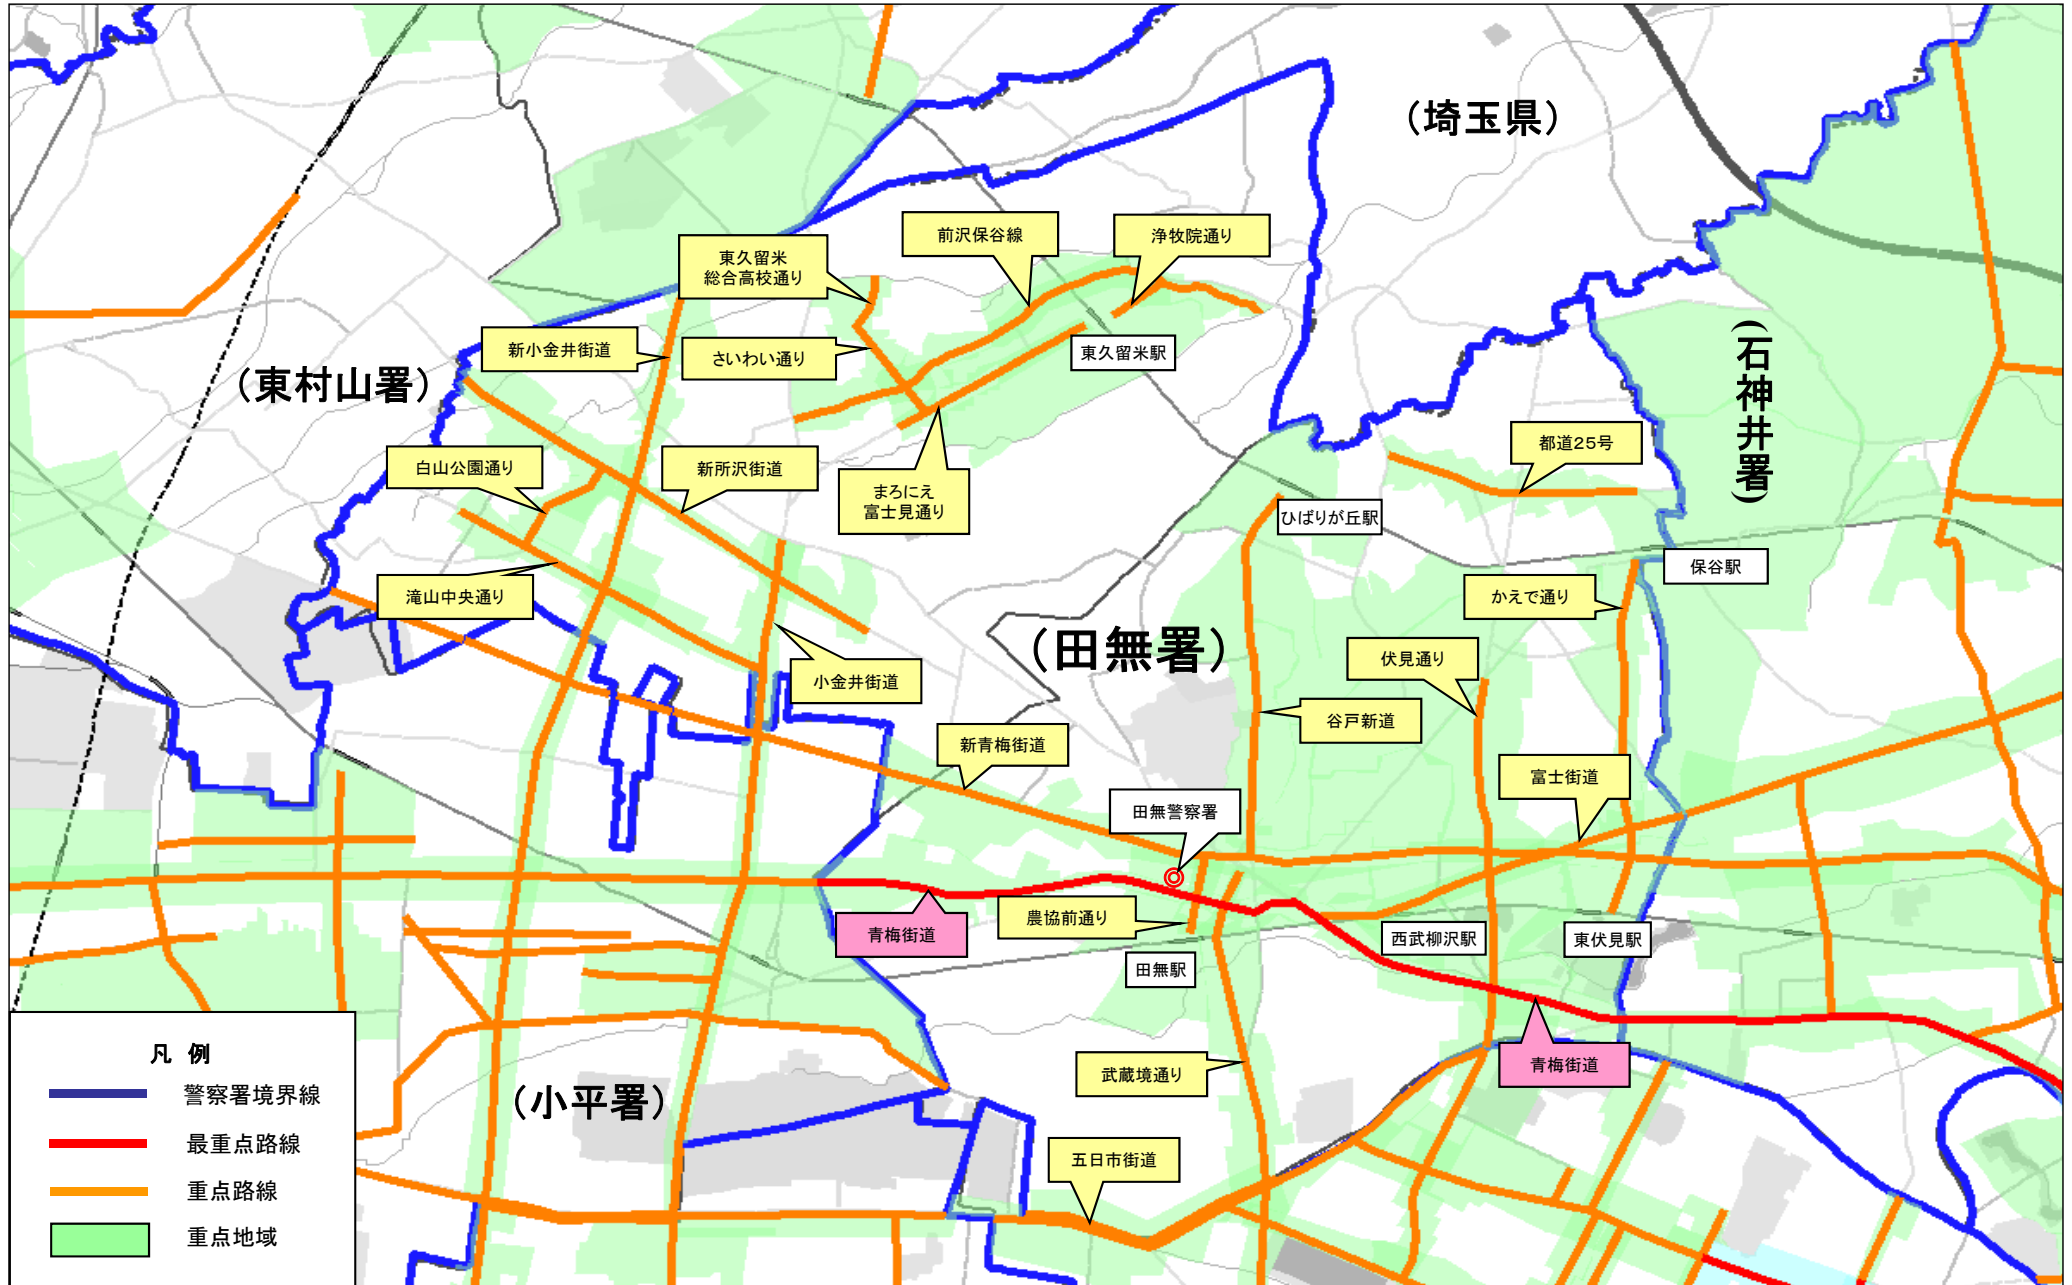 （埼玉県）
前沢保谷線
浄牧院通り
東久留米
総合高校通り
新小金井街道
さいわい通り
東久留米駅
（東村山署）
（石神井署）
都道２５号
白山公園通り
新所沢街道
まろにえ
富士見通り
ひばりが丘駅
保谷駅
滝山中央通り
かえで通り
（田無署）
伏見通り
小金井街道
谷戸新道
新青梅街道
富士街道
田無警察署
青梅街道
農協前通り
西武柳沢駅
東伏見駅
田無駅
青梅街道
武蔵境通り
（小平署）
五日市街道
凡 例
警察署境界線
最重点路線
重点路線
重点地域